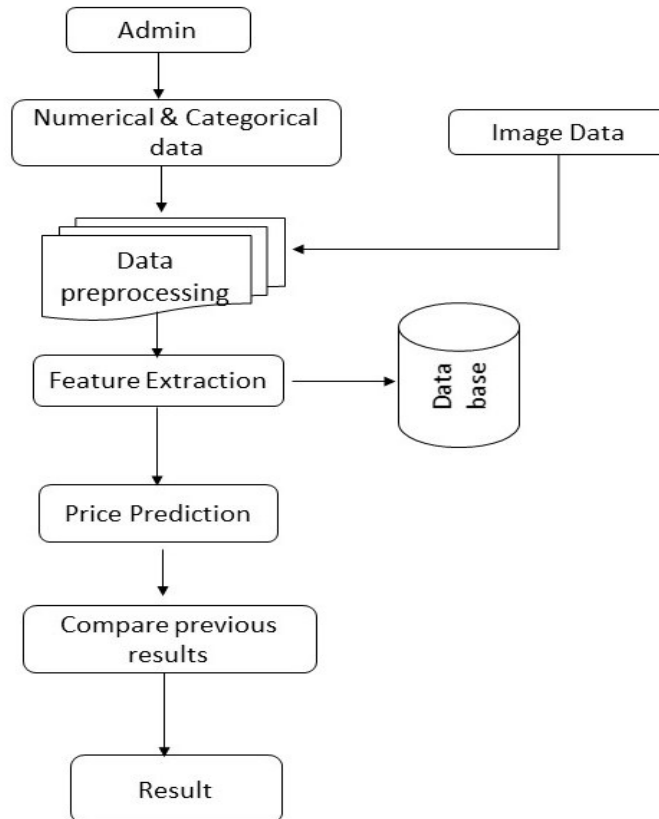 Admin
Numerical & Categorical
data
Image Data
Data
preprocessing
Feature Extraction
Data
base
Price Prediction
Compare previous
results
Result